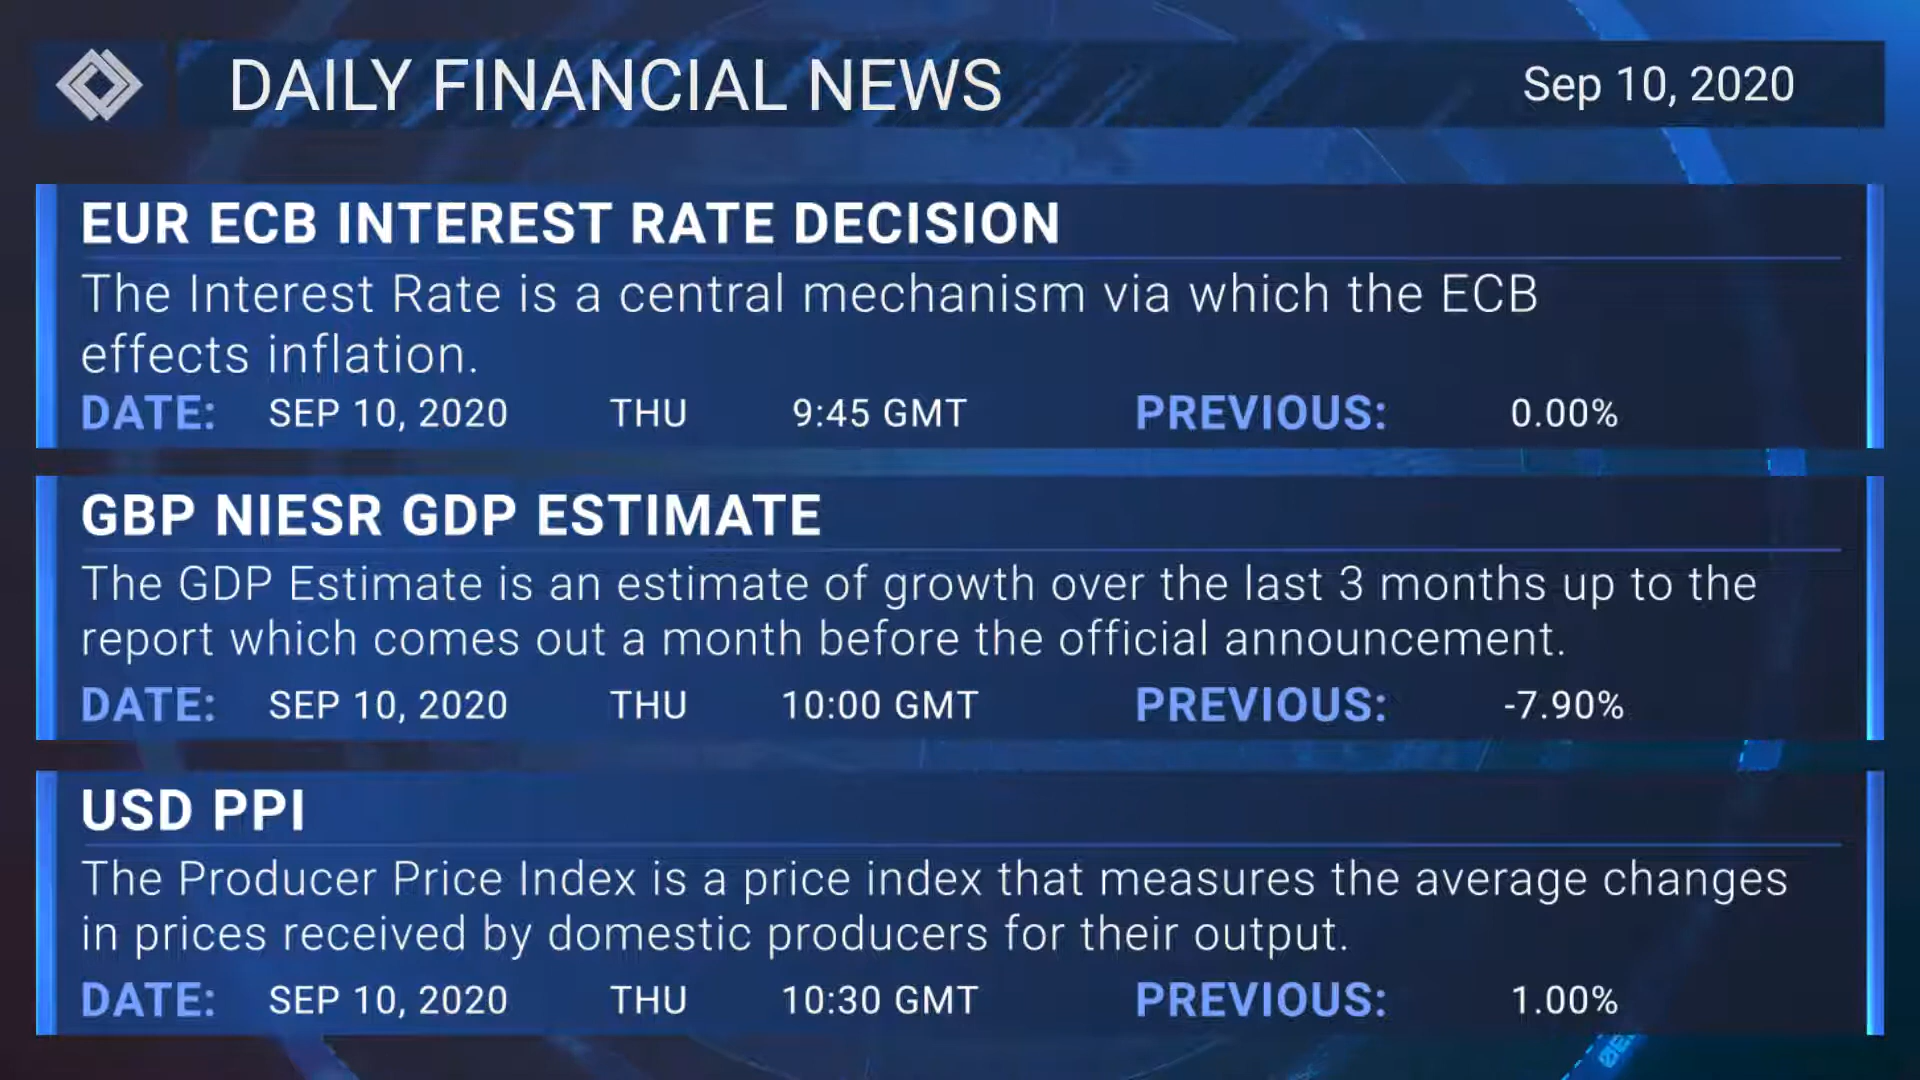 DAILY FINANCIAL NEWS
Sep 10, 2020
EUR ECB INTEREST RATE DECISION
The Interest Rate is a central mechanism via which the ECB
effects inflation.
DATE: SEP 10, 2020 THU 9:45 GMT PREVIOUS: 0.00%
GBP NIESR GDP ESTIMATE
The GDP Estimate is an estimate of growth over the last 3 months up to the
report which comes out a month before the official announcement.
DATE: SEP 10, 2020 THU 10:00 GMT PREVIOUS: -7.90%
USD PPI
The Producer Price Index is a price index that measures the average changes
in prices received by domestic producers for their output.
DATE: SEP 10, 2020 THU 10:30 GMT PREVIOUS: 1.00%